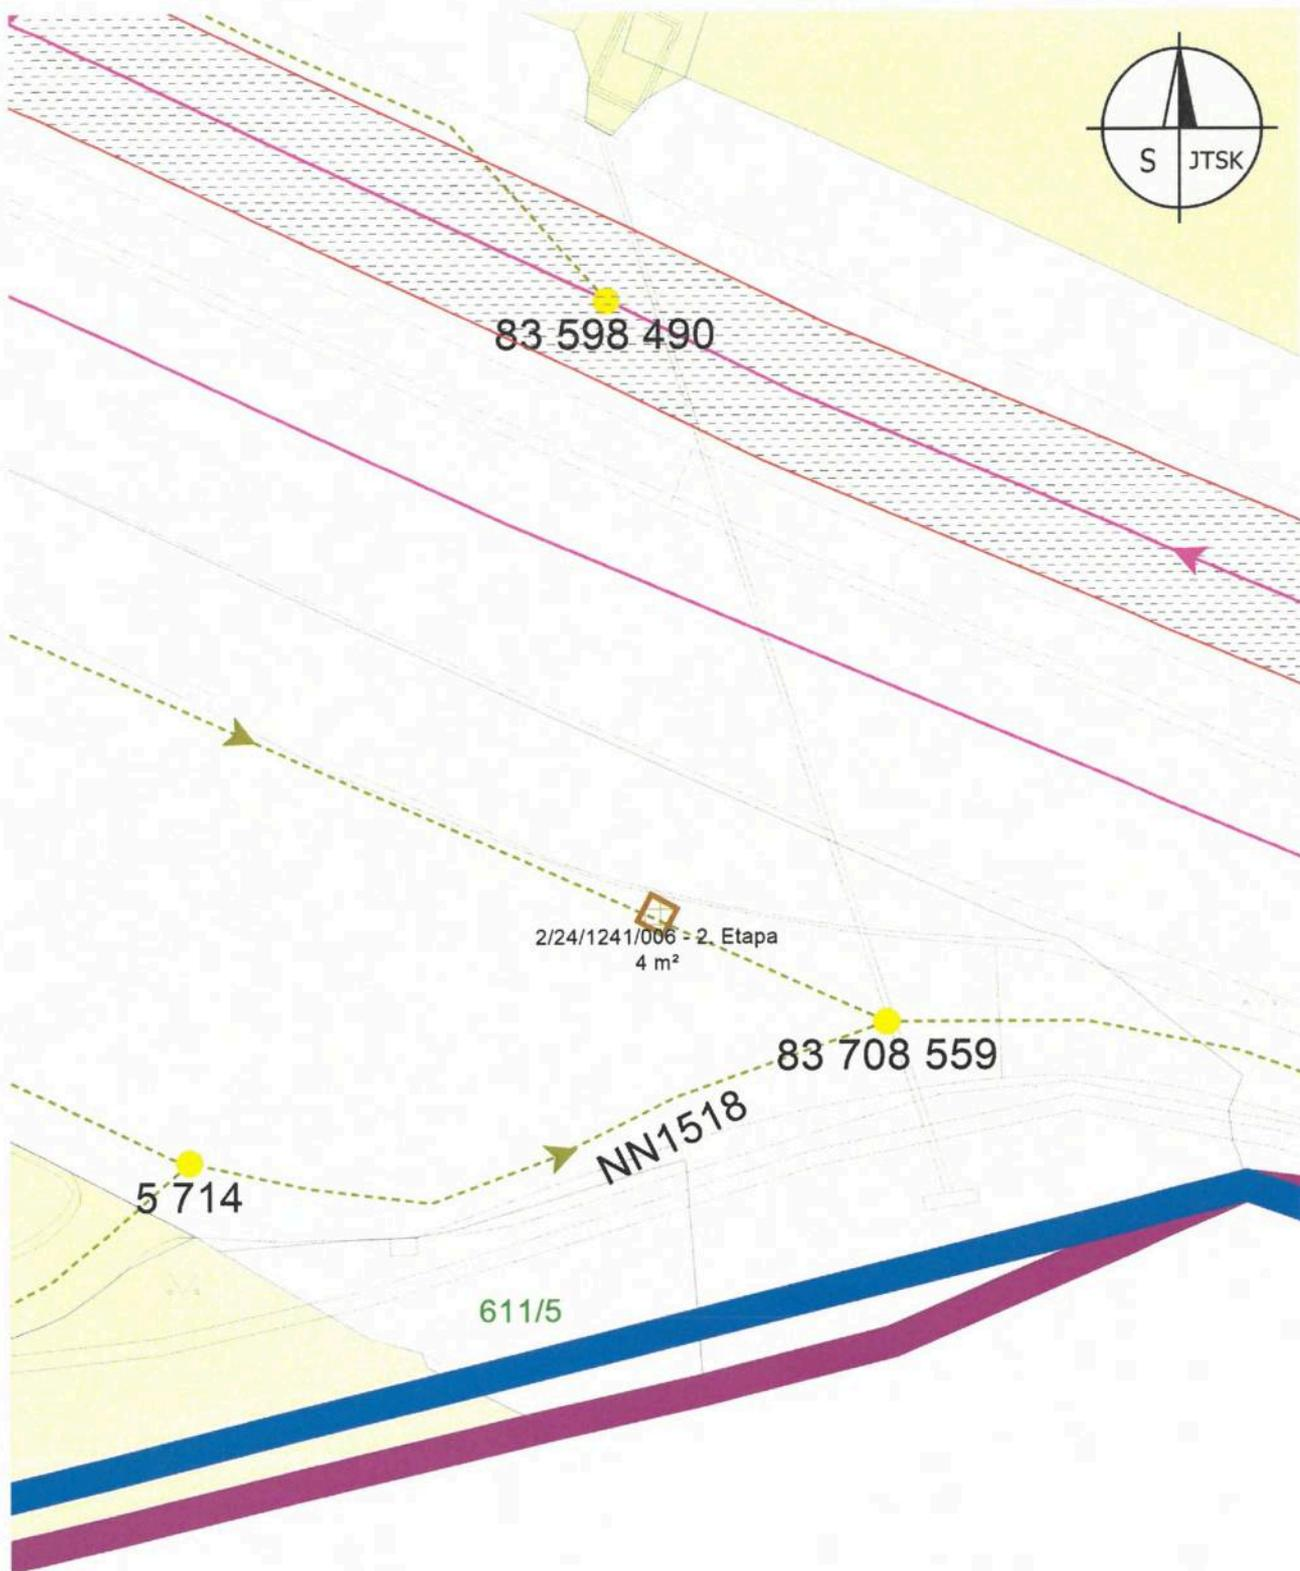 S JTSK
83 598 490
2/24/1241/006 - 2. Etapa
4 m²
83 708 559
NN1518
5 714
611/5